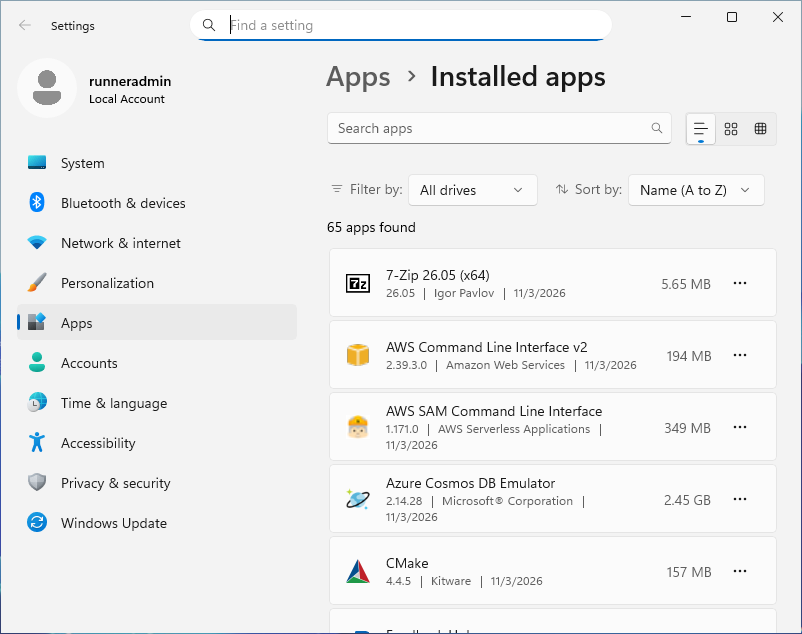 Settings
Find a setting
runneradmin
Local Account
System
Bluetooth & devices
Network & internet
Personalization
Apps
Accounts
Time & language
Accessibility
Privacy & security
Windows Update
Apps > Installed apps
Search apps
Filter by: All drives Sort by: Name (A to Z)
65 apps found
7z
7-Zip 26.05 (x64)
26.05 | Igor Pavlov | 11/3/2026
5.65 MB
AWS Command Line Interface v2
2.39.3.0 | Amazon Web Services | 11/3/2026
194 MB
AWS SAM Command Line Interface
1.171.0 | AWS Serverless Applications |
11/3/2026
349 MB
Azure Cosmos DB Emulator
2.14.28 | Microsoft® Corporation |
11/3/2026
2.45 GB
CMake
4.4.5 | Kitware | 11/3/2026
157 MB